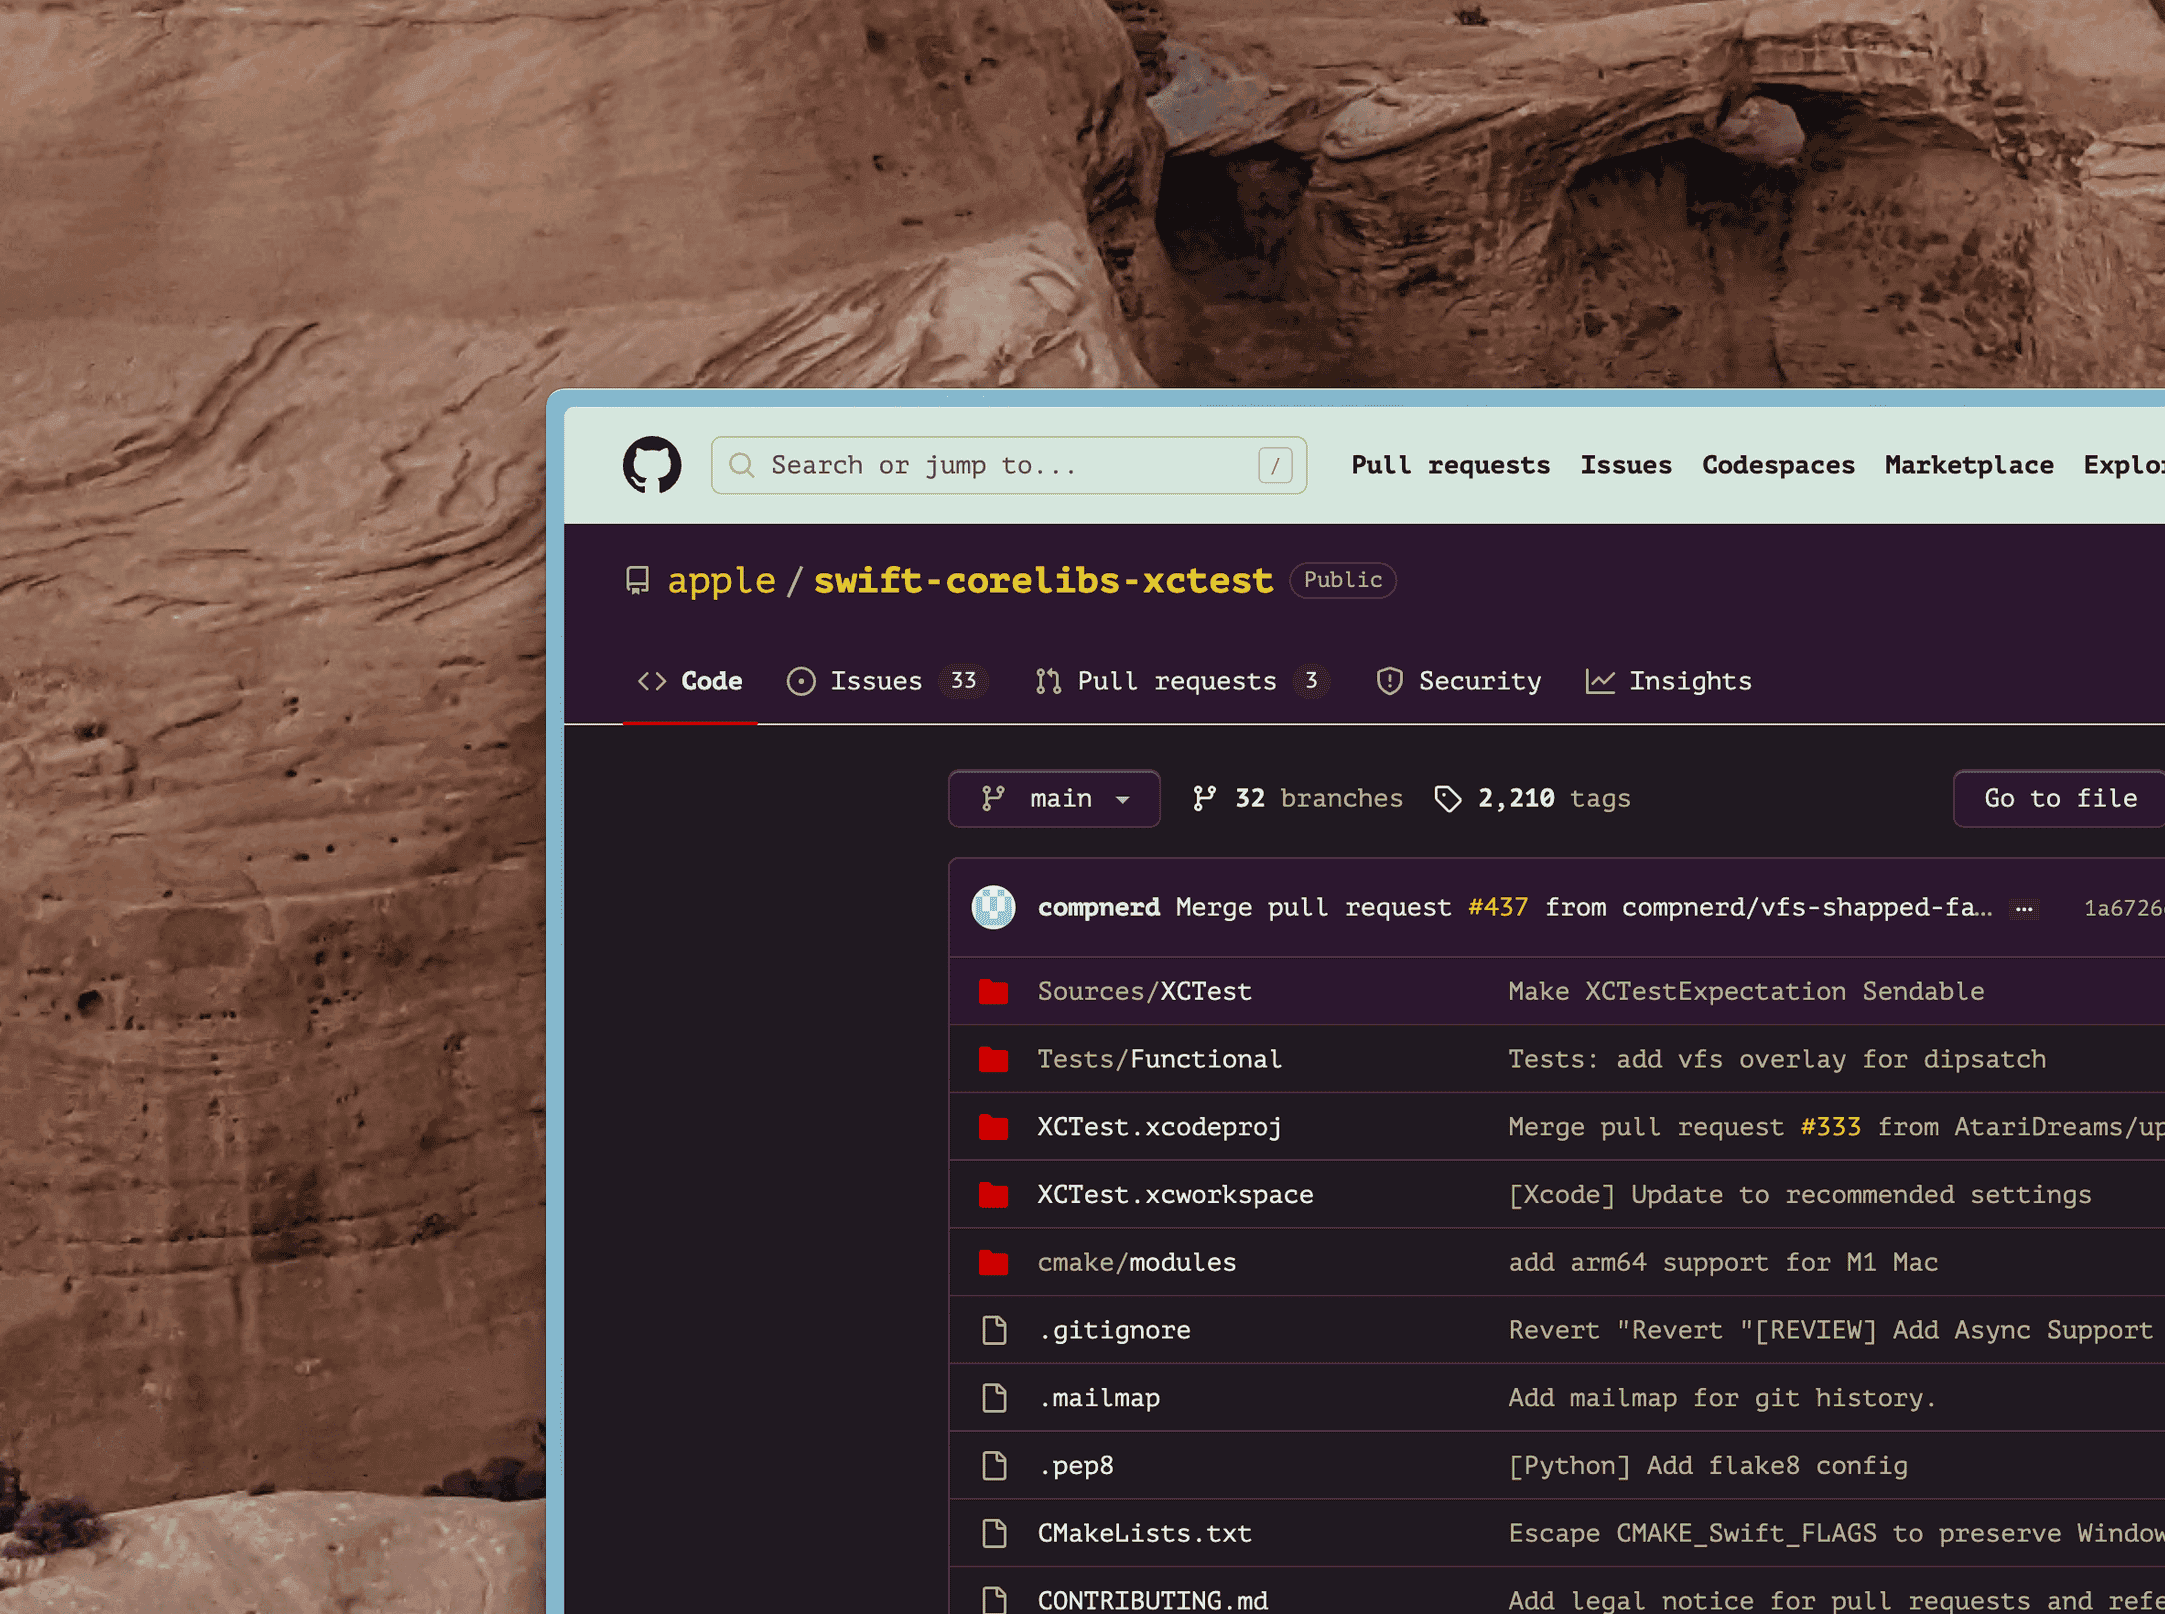 Search or jump to... / Pull requests Issues Codespaces Marketplace
apple / swift-corelibs-xctest Public
Code Issues 33 Pull requests 3 Security Insights
main 32 branches 2,210 tags Go to file
compnerd Merge pull request #437 from compnerd/vfs-shapped-fa… ... 1a6726
Sources/XCTest Make XCTestExpectation Sendable
Tests/Functional Tests: add vfs overlay for dipsatch
XCTest.xcodeproj Merge pull request #333 from AtariDreams/up
XCTest.xcworkspace [Xcode] Update to recommended settings
cmake/modules add arm64 support for M1 Mac
.gitignore Revert "Revert "[REVIEW] Add Async Support
.mailmap Add mailmap for git history.
.pep8 [Python] Add flake8 config
CMakeLists.txt Escape CMAKE_Swift_FLAGS to preserve Window
CONTRIBUTING.md Add legal notice for pull requests and refe